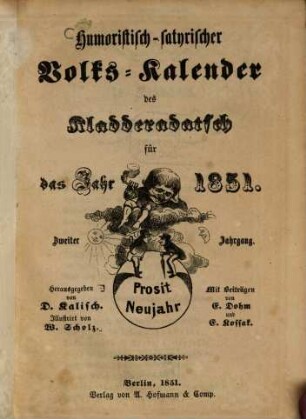 Humoristisch-satyrischer
Volks-Kalender
des
Kladderadatsch
für
das Jahr 1851.
Zweiter Jahrgang.
Prosit
Neujahr
Herausgegeben
von
D. Kalisch.
Illustrirt von
W. Scholz.
Mit Beiträgen
von
E. Dohm
und
E. Kossak.
Berlin, 1851.
Verlag von A. Hofmann & Comp.